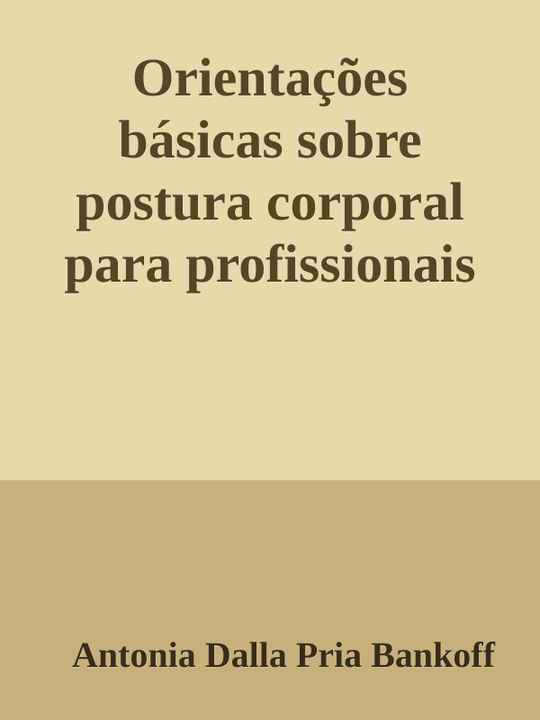 Orientações
básicas sobre
postura corporal
para profissionais
Antonia Dalla Pria Bankoff